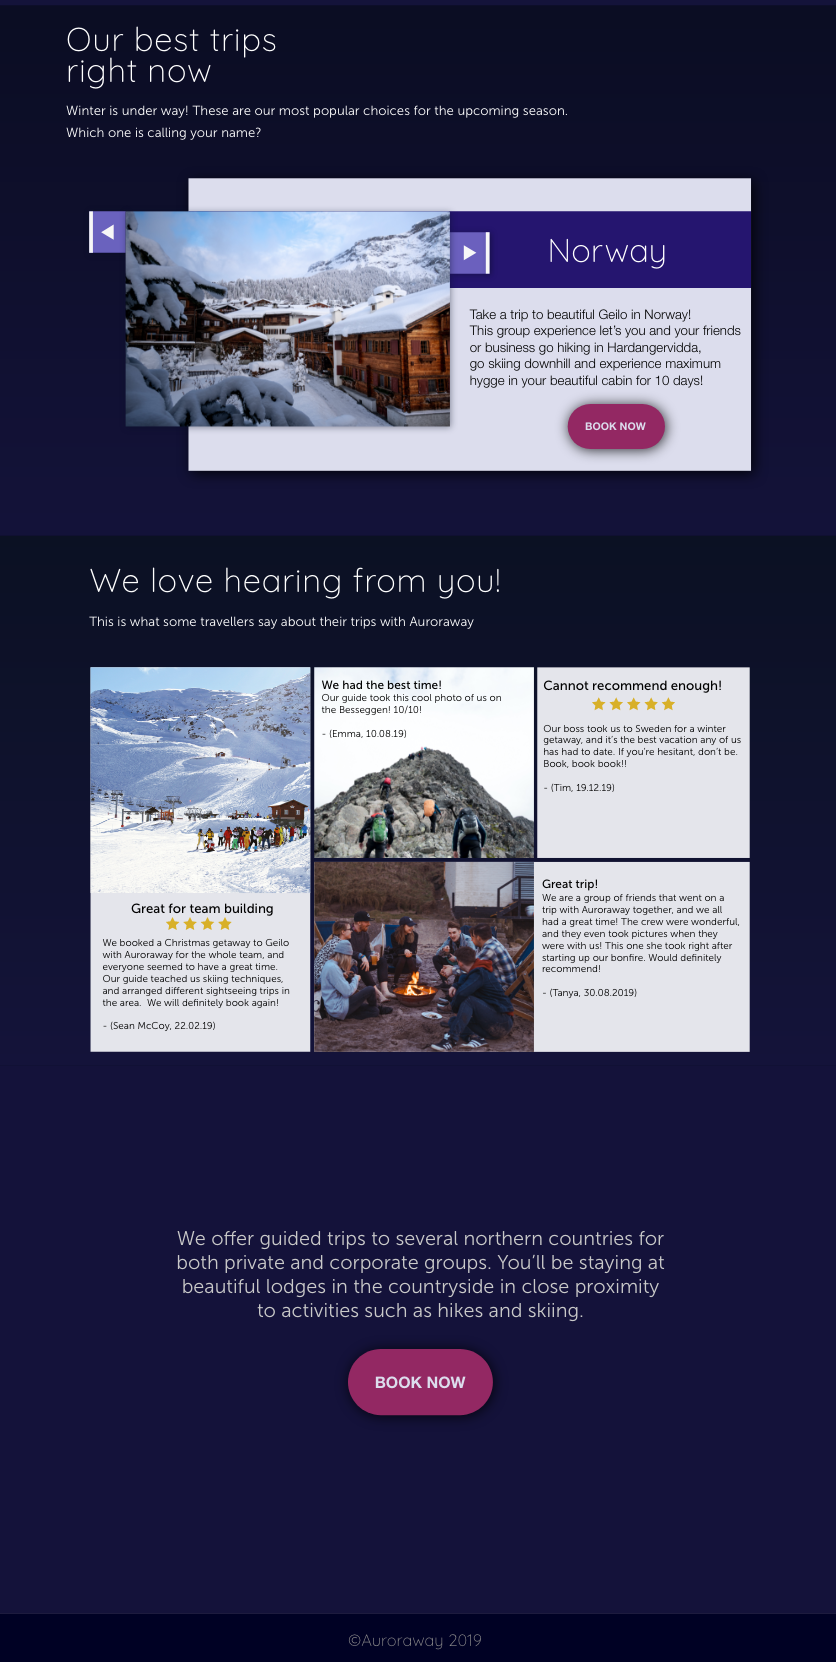 Our best trips
right now
Winter is under way! These are our most popular choices for the upcoming season.
Which one is calling your name?
Norway
Take a trip to beautiful Geilo in Norway!
This group experience let's you and your friends
or business go hiking in Hardangervidda,
go skiing downhill and experience maximum
hygge in your beautiful cabin for 10 days!
BOOK NOW
We love hearing from you!
This is what some travellers say about their trips with Auroraway
Great for team building
We booked a Christmas getaway to Geilo
with Auroraway for the whole team, and
everyone seemed to have a great time.
Our guide teached us skiing techniques,
and arranged different sightseeing trips in
the area.  We will definitely book again!
- (Sean McCoy, 22.02.19)
We had the best time!
Our guide took this cool photo of us on
the Besseggen! 10/10!
- (Emma, 10.08.19)
Cannot recommend enough!
Our boss took us to Sweden for a winter
getaway, and it's the best vacation any of us
has had to date. If you're hesitant, don't be.
Book, book book!!
- (Tim, 19.12.19)
Great trip!
We are a group of friends that went on a
trip with Auroraway together, and we all
had a great time! The crew were wonderful,
and they even took pictures when they
were with us! This one she took right after
starting up our bonfire. Would definitely
recommend!
- (Tanya, 30.08.2019)
We offer guided trips to several northern countries for
both private and corporate groups. You'll be staying at
beautiful lodges in the countryside in close proximity
to activities such as hikes and skiing.
BOOK NOW
©Auroraway 2019